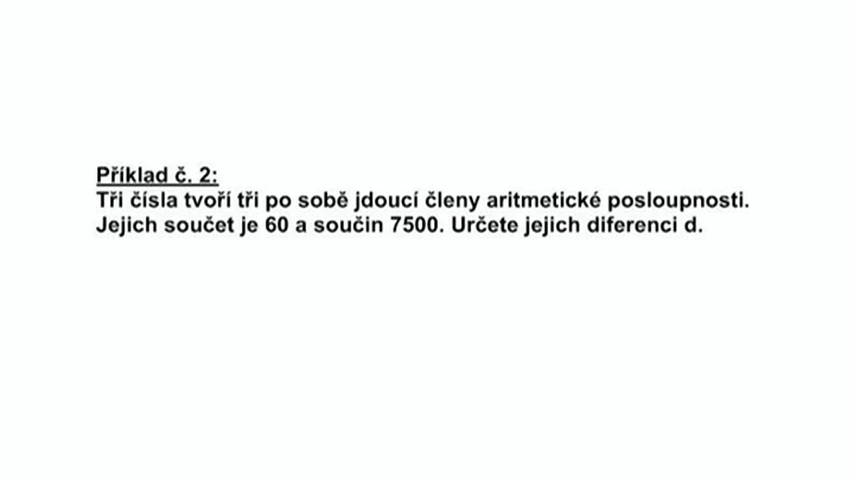 Příklad č. 2:
Tři čísla tvoří tři po sobě jdoucí členy aritmetické posloupnosti.
Jejich součet je 60 a součin 7500. Určete jejich diferenci d.